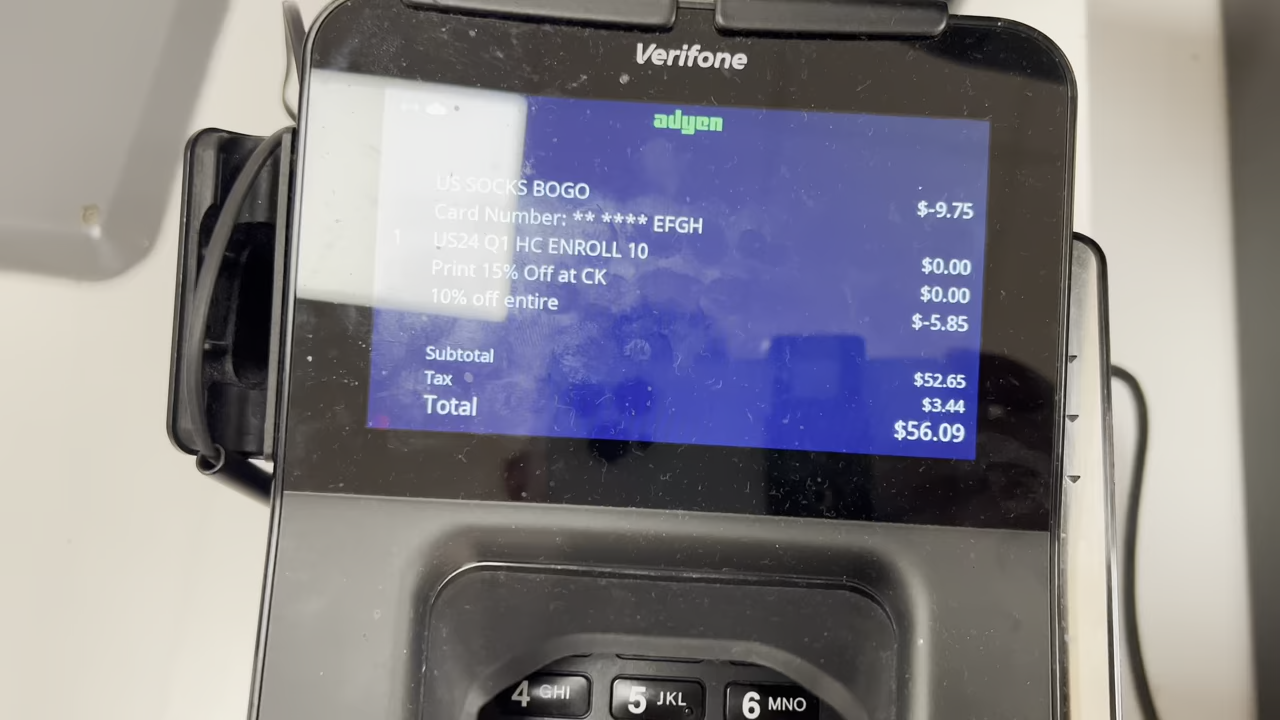 Verifone
adyen
US SOCKS BOGO $-9.75
Card Number: ** **** EFGH
1 US24 Q1 HC ENROLL 10 $0.00
Print 15% Off at CK $0.00
10% off entire $-5.85
Subtotal $52.65
Tax $3.44
Total $56.09
4 GHI 5 JKL 6 MNO